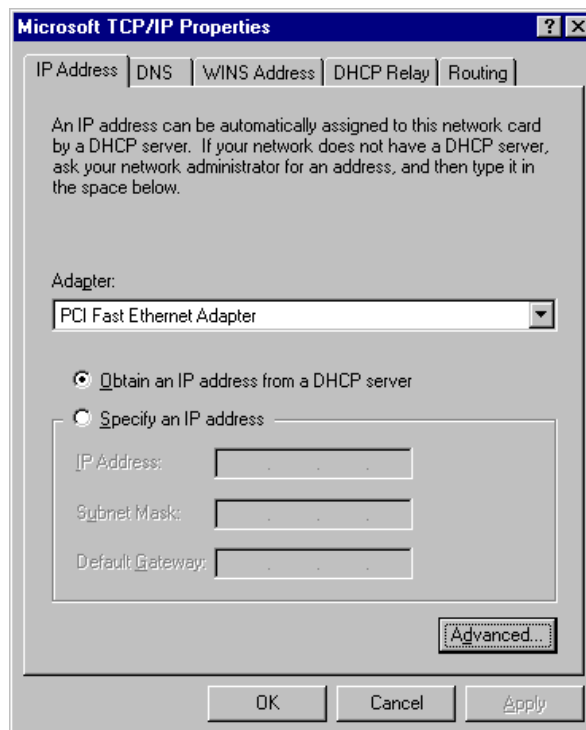 Microsoft TCP/IP Properties
IP Address DNS WINS Address DHCP Relay Routing
An IP address can be automatically assigned to this network card
by a DHCP server. If your network does not have a DHCP server,
ask your network administrator for an address, and then type it in
the space below.
Adapter:
PCI Fast Ethernet Adapter
Obtain an IP address from a DHCP server
Specify an IP address
IP Address:
Subnet Mask:
Default Gateway:
Advanced...
OK Cancel Apply